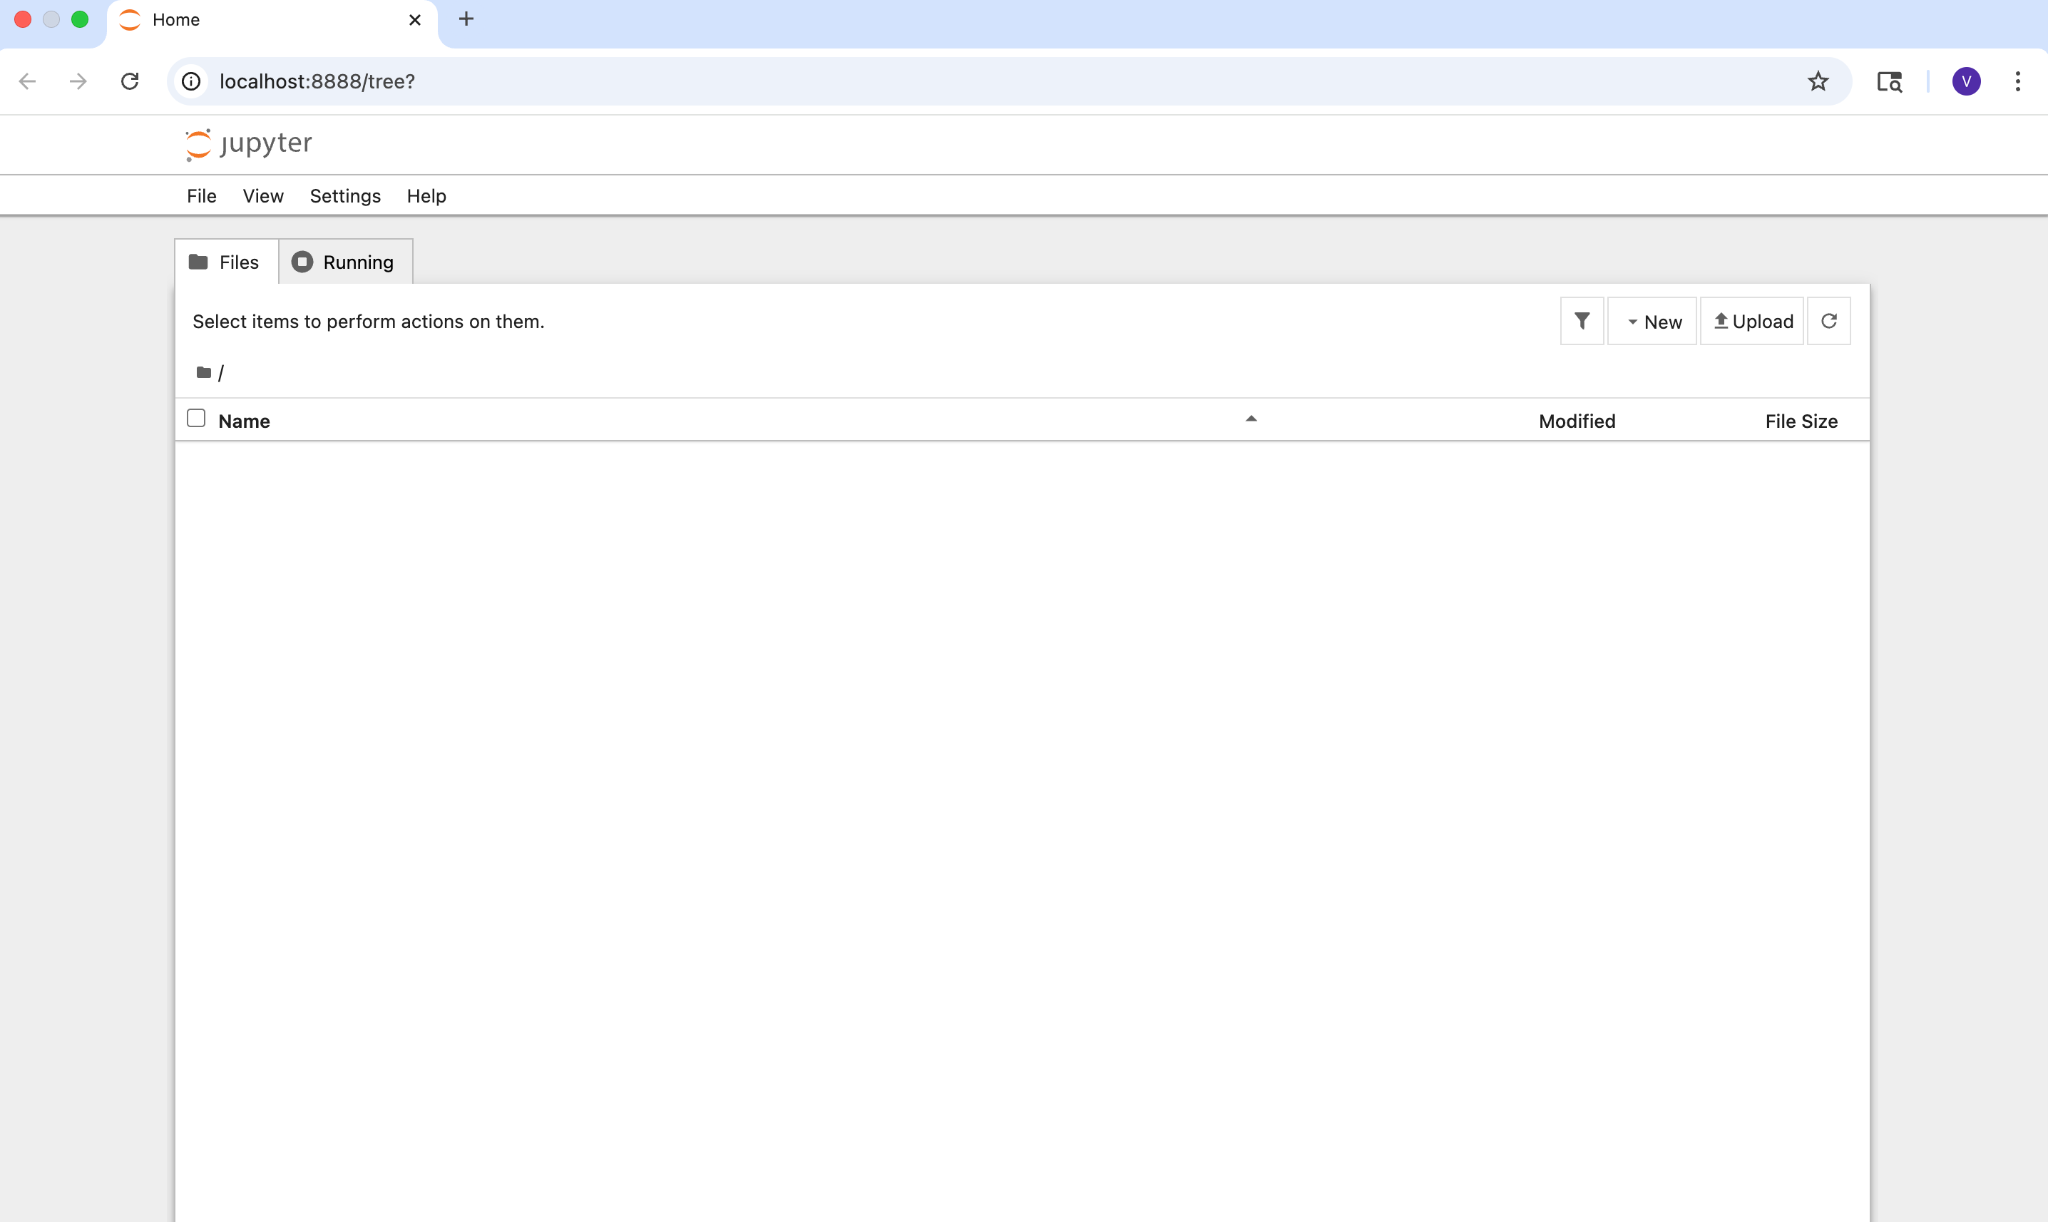 Home
localhost:8888/tree?
V
jupyter
File View Settings Help
Files Running
Select items to perform actions on them.
New Upload
/
Name Modified File Size